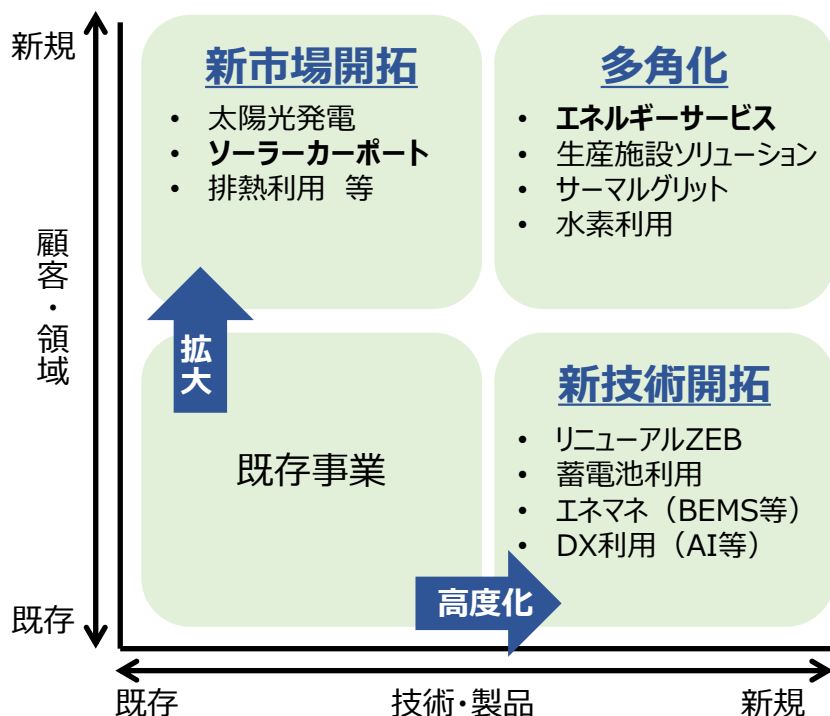 新規
新市場開拓
• 太陽光発電
• ソーラーカーポート
• 排熱利用 等
多角化
• エネルギーサービス
• 生産施設ソリューション
• サーマルグリット
• 水素利用
顧客・領域
拡大
既存事業
新技術開拓
• リニューアルZEB
• 蓄電池利用
• エネマネ（BEMS等）
• DX利用（AI等）
高度化
既存
既存
技術・製品
新規